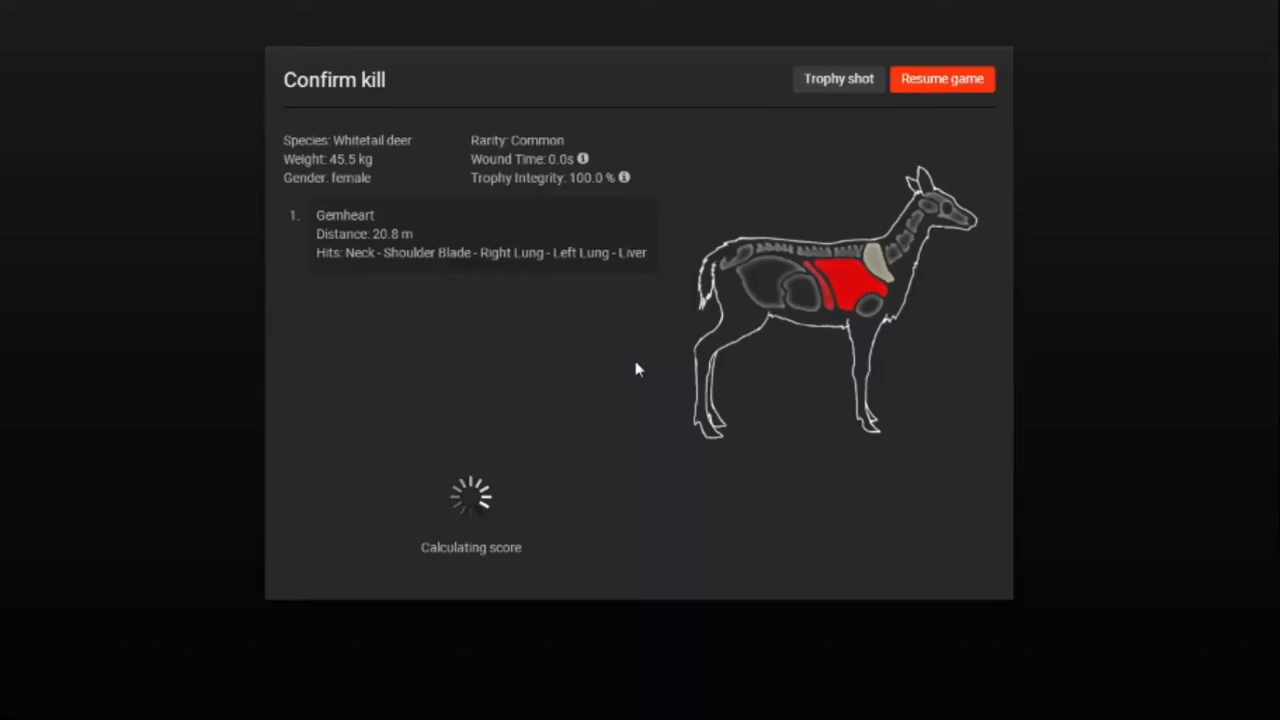 Confirm kill
Trophy shot
Resume game
Species: Whitetail deer
Weight: 45.5 kg
Gender: female
Rarity: Common
Wound Time: 0.0s
Trophy Integrity: 100.0 %
1.
Gemheart
Distance: 20.8 m
Hits: Neck - Shoulder Blade - Right Lung - Left Lung - Liver
Calculating score